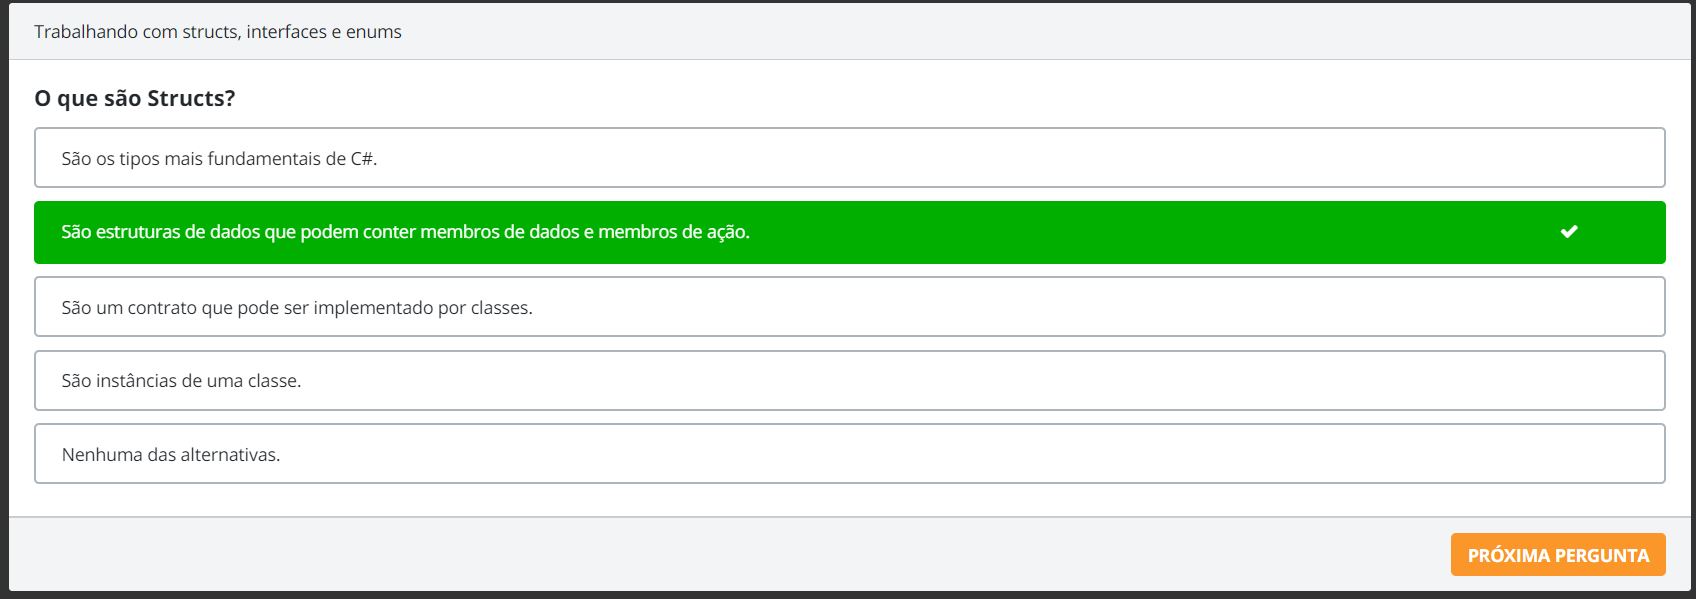 Trabalhando com structs, interfaces e enums
O que são Structs?
São os tipos mais fundamentais de C#.
São estruturas de dados que podem conter membros de dados e membros de ação.
São um contrato que pode ser implementado por classes.
São instâncias de uma classe.
Nenhuma das alternativas.
PRÓXIMA PERGUNTA